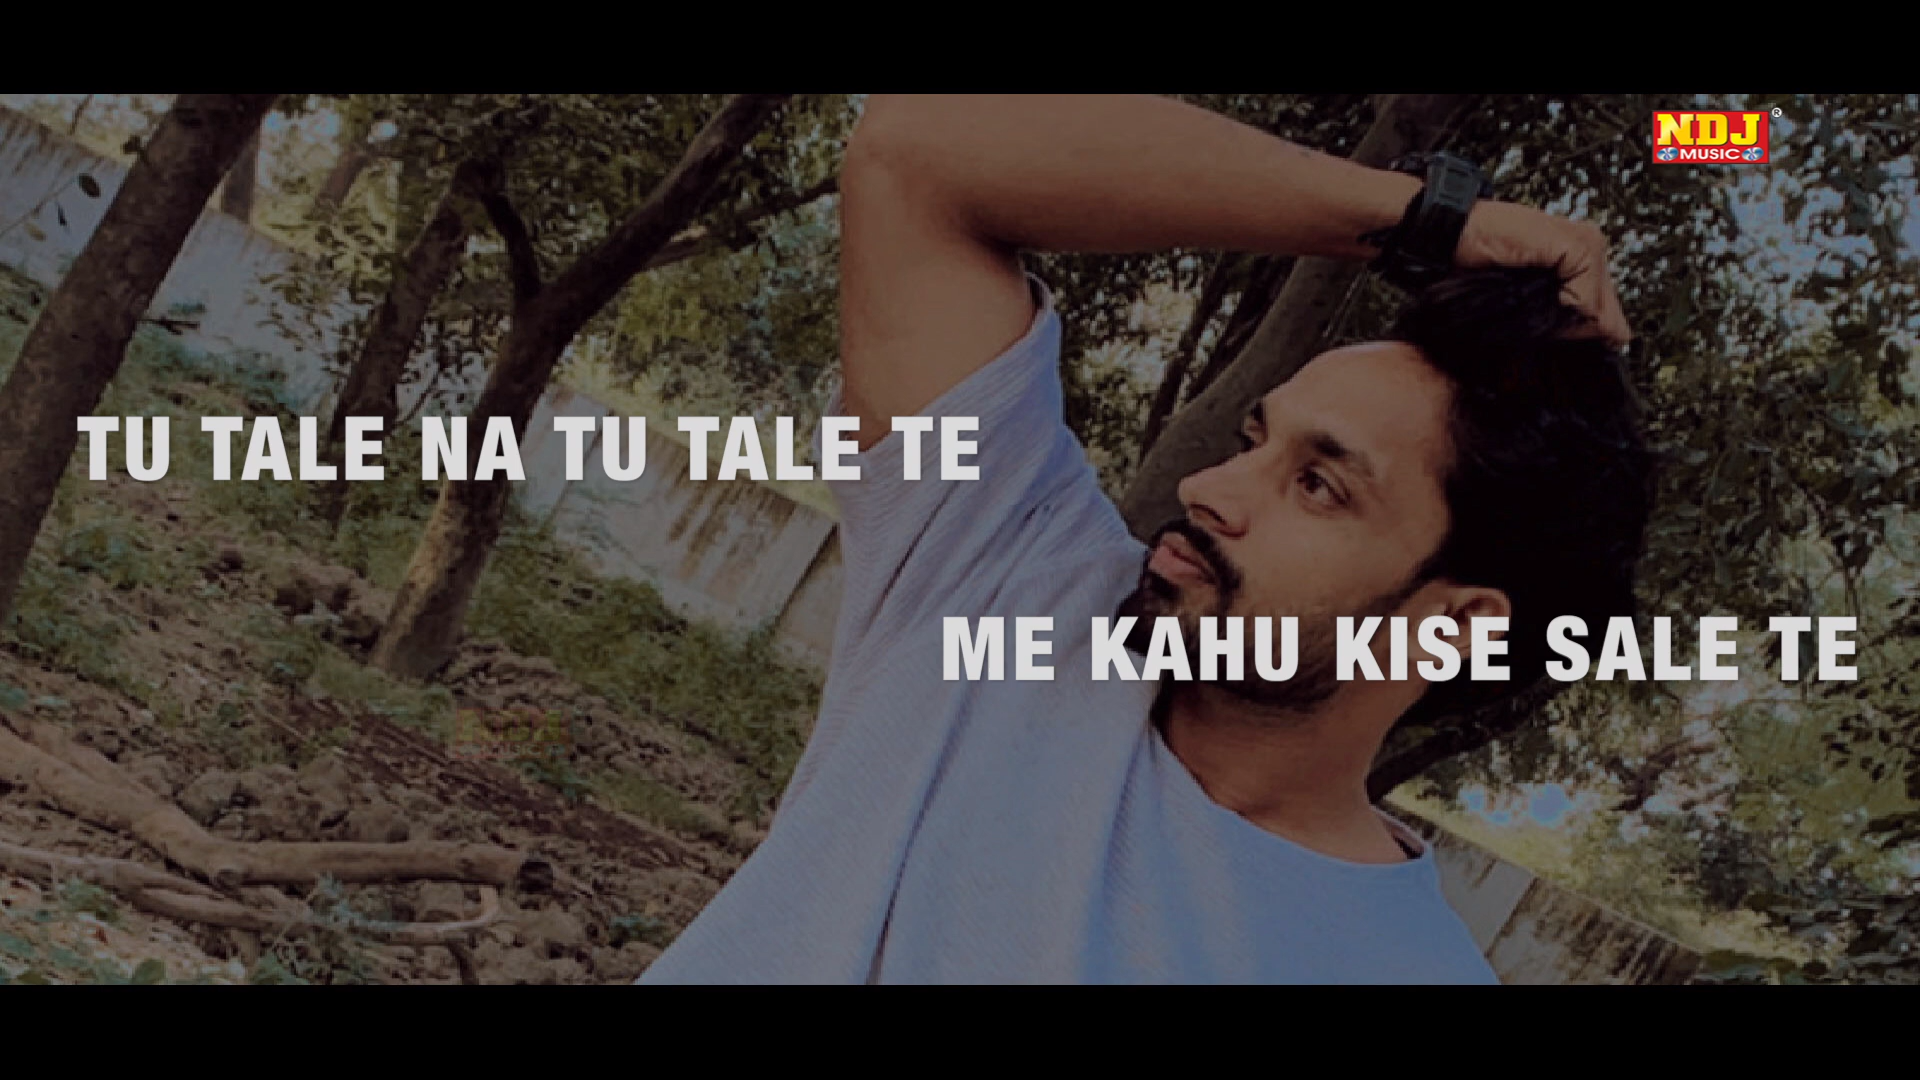 NDJ
MUSIC
TU TALE NA TU TALE TE
ME KAHU KISE SALE TE